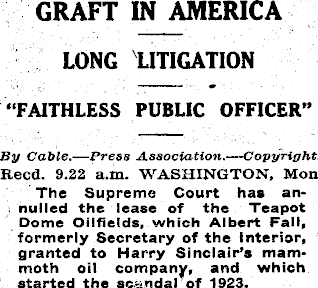 GRAFT IN AMERICA
LONG LITIGATION
"FAITHLESS PUBLIC OFFICER"
By Cable.—Press Association.—Copyright
Recd. 9.22 a.m. WASHINGTON, Mon
The Supreme Court has an-
nulled the lease of the Teapot
Dome Oilfields, which Albert Fall,
formerly Secretary of the Interior,
granted to Harry Sinclair's mam-
moth oil company, and which
started the scandal of 1923.